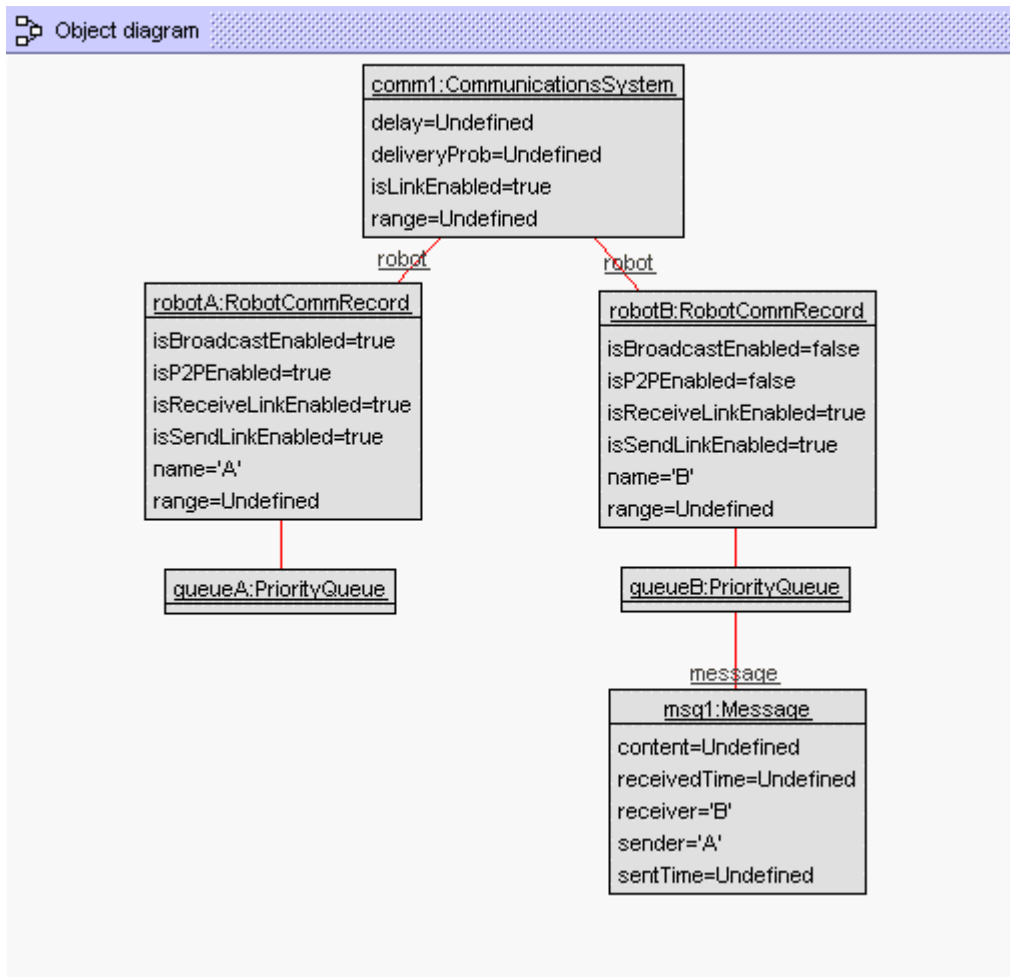 Object diagram
comm1:CommunicationsSystem
delay=Undefined
deliveryProb=Undefined
isLinkEnabled=true
range=Undefined
robot
robot
robotA:RobotCommRecord
isBroadcastEnabled=true
isP2PEnabled=true
isReceiveLinkEnabled=true
isSendLinkEnabled=true
name='A'
range=Undefined
robotB:RobotCommRecord
isBroadcastEnabled=false
isP2PEnabled=false
isReceiveLinkEnabled=true
isSendLinkEnabled=true
name='B'
range=Undefined
queueA:PriorityQueue
queueB:PriorityQueue
message
msg1:Message
content=Undefined
receivedTime=Undefined
receiver='B'
sender='A'
sentTime=Undefined